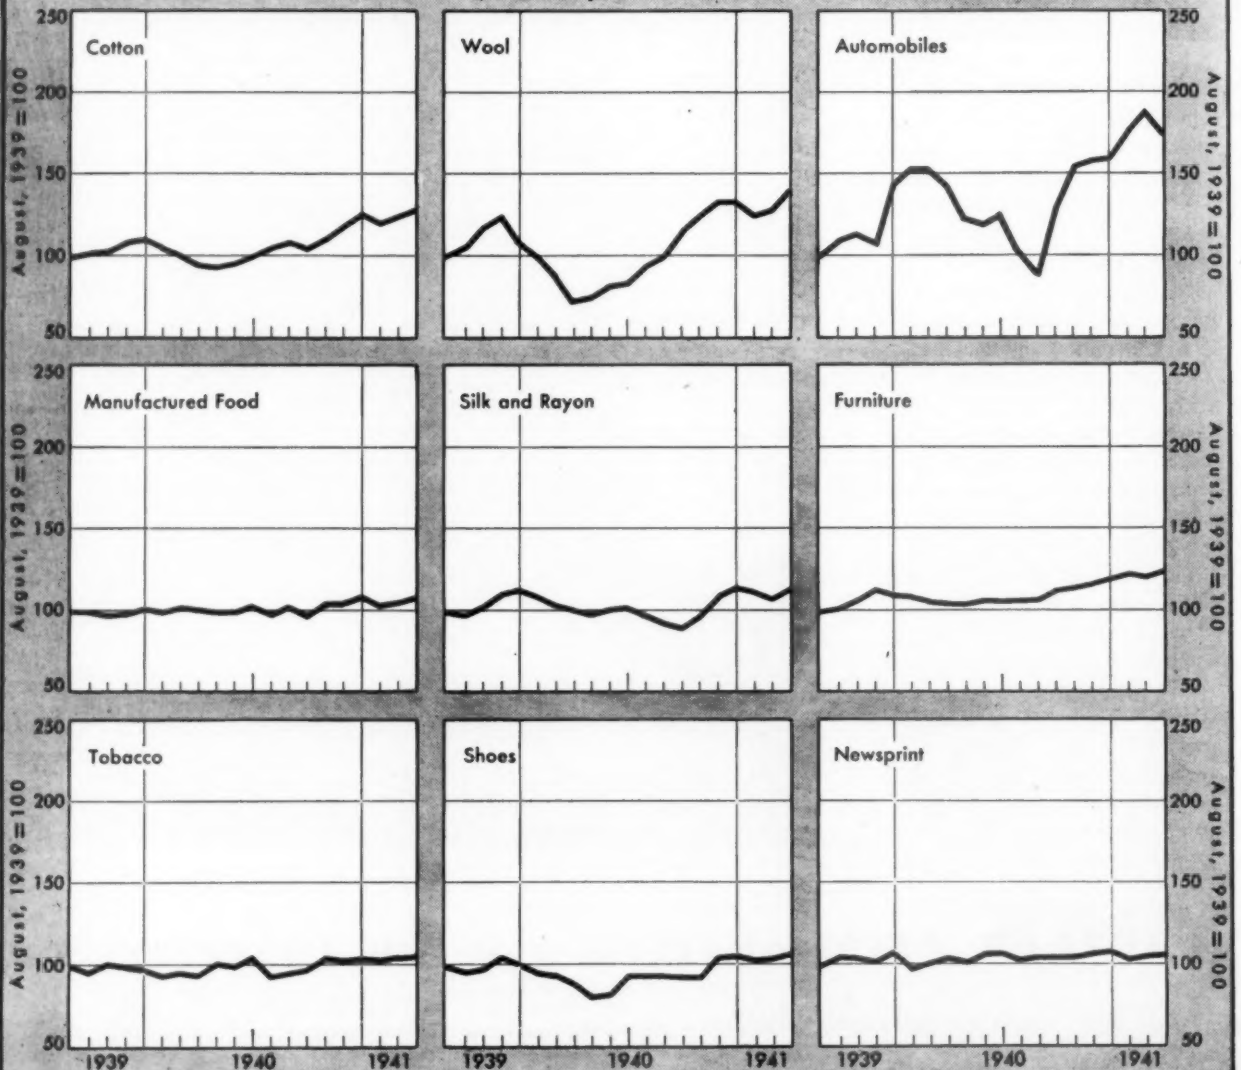 250 250
Cotton Wool Automobiles
200 200
150 150
100 100
50 50
August, 1939=100 August, 1939=100
250 250
Manufactured Food Silk and Rayon Furniture
200 200
150 150
100 100
50 50
August, 1939=100 August, 1939=100
250 250
Tobacco Shoes Newsprint
200 200
150 150
100 100
50 50
August, 1939=100 August, 1939=100
1939 1940 1941 1939 1940 1941 1939 1940 1941